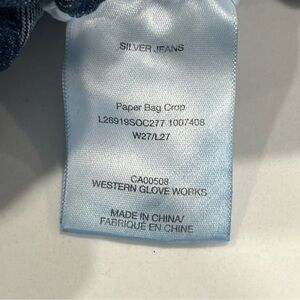 SILVER JEANS
Paper Bag Crop
L28919SOC277 1007408
W27/L27
CA00508
WESTERN GLOVE WORKS
MADE IN CHINA/
FABRIQUÉ EN CHINE